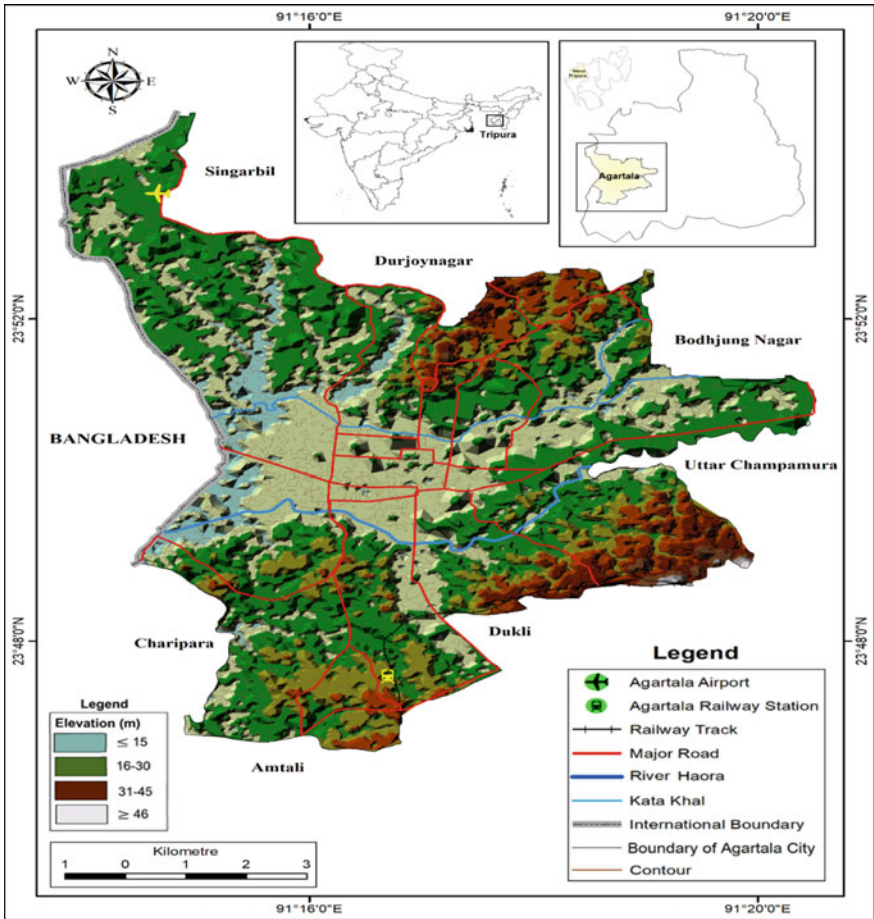 91°16'0"E
91°20'0"E
N
W
E
S
Tripura
West
Tripura
Agartala
Singarbil
Durjoynagar
23°52'0"N
23°52'0"N
Bodhjung Nagar
BANGLADESH
Uttar Champamura
Charipara
Dukli
23°48'0"N
23°48'0"N
Amtali
Legend
Elevation (m)
≤ 15
16-30
31-45
≥ 46
Legend
Agartala Airport
Agartala Railway Station
Railway Track
Major Road
River Haora
Kata Khal
International Boundary
Boundary of Agartala City
Contour
Kilometre
1 0 1 2 3
91°16'0"E
91°20'0"E